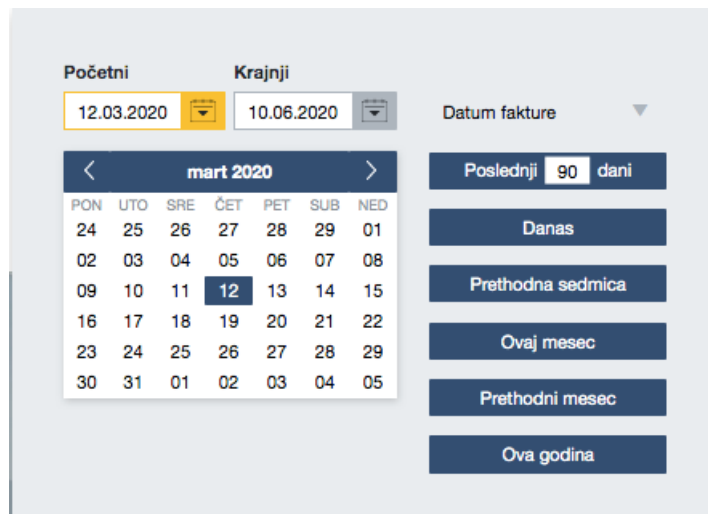 Početni Krajnji
12.03.2020 10.06.2020 Datum fakture
mart 2020
PON UTO SRE ČET PET SUB NED
24 25 26 27 28 29 01
02 03 04 05 06 07 08
09 10 11 12 13 14 15
16 17 18 19 20 21 22
23 24 25 26 27 28 29
30 31 01 02 03 04 05
Poslednji 90 dani
Danas
Prethodna sedmica
Ovaj mesec
Prethodni mesec
Ova godina